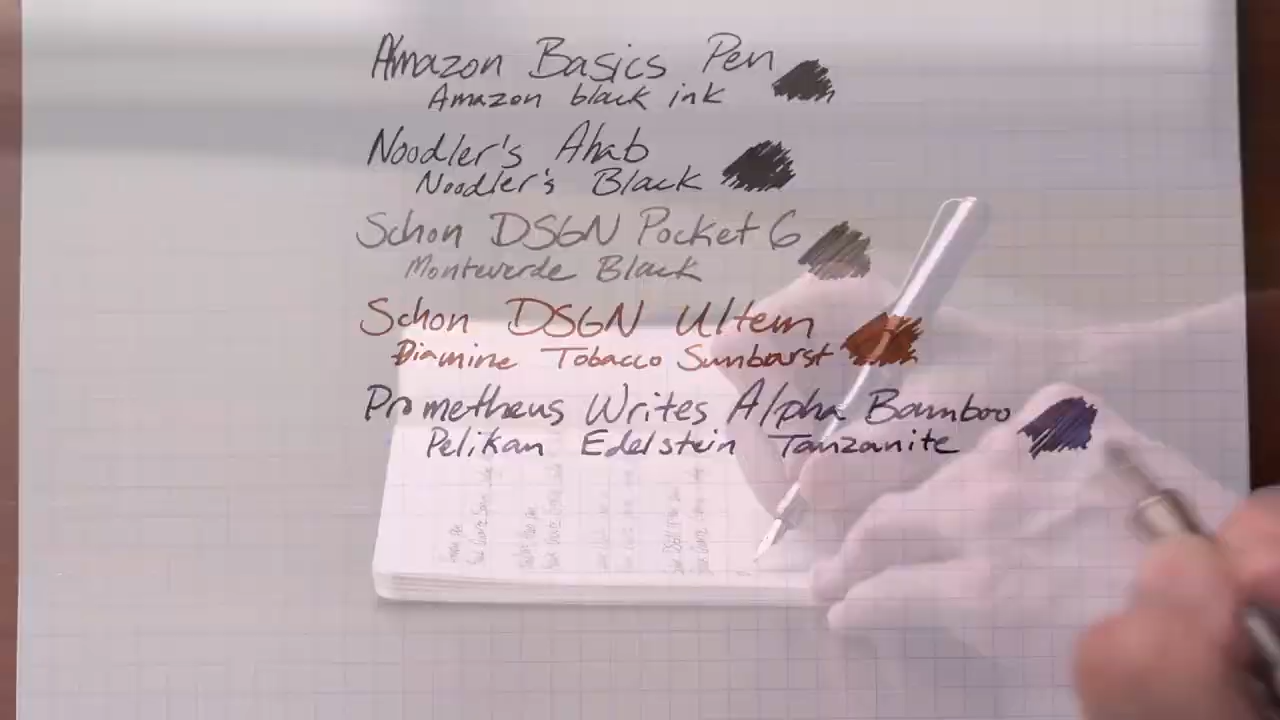 Amazon Basics Pen
Amazon black ink
Noodler's Ahab
Noodler's Black
Schon DSGN Pocket 6
Monteverde Black
Schon DSGN Ultem
Diamine Tobacco Sunburst
Prometheus Writes Alpha Bamboo
Pelikan Edelstein Tanzanite